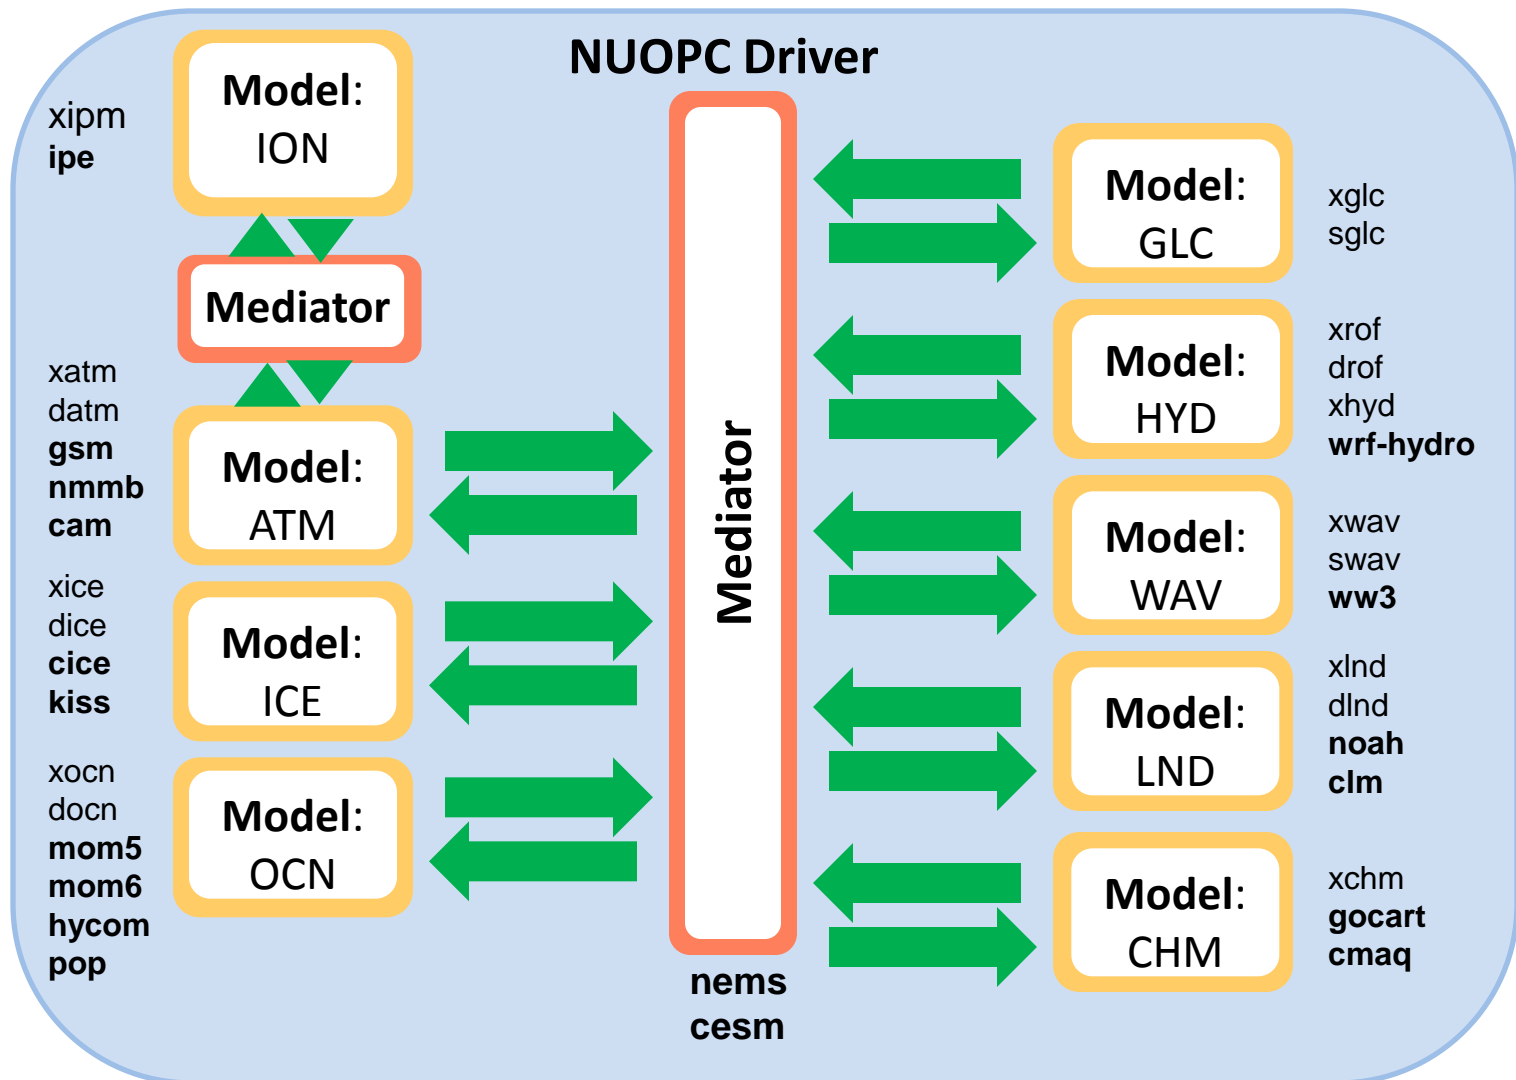 NUOPC Driver
xipm
ipe
Model:
ION
Mediator
xatm
datm
gsm
nmmb
cam
Model:
ATM
xice
dice
cice
kiss
Model:
ICE
xocn
docn
mom5
mom6
hycom
pop
Model:
OCN
Mediator
nems
cesm
Model:
GLC
xglc
sglc
Model:
HYD
xrof
drof
xhyd
wrf-hydro
Model:
WAV
xwav
swav
ww3
Model:
LND
xlnd
dlnd
noah
clm
Model:
CHM
xchm
gocart
cmaq